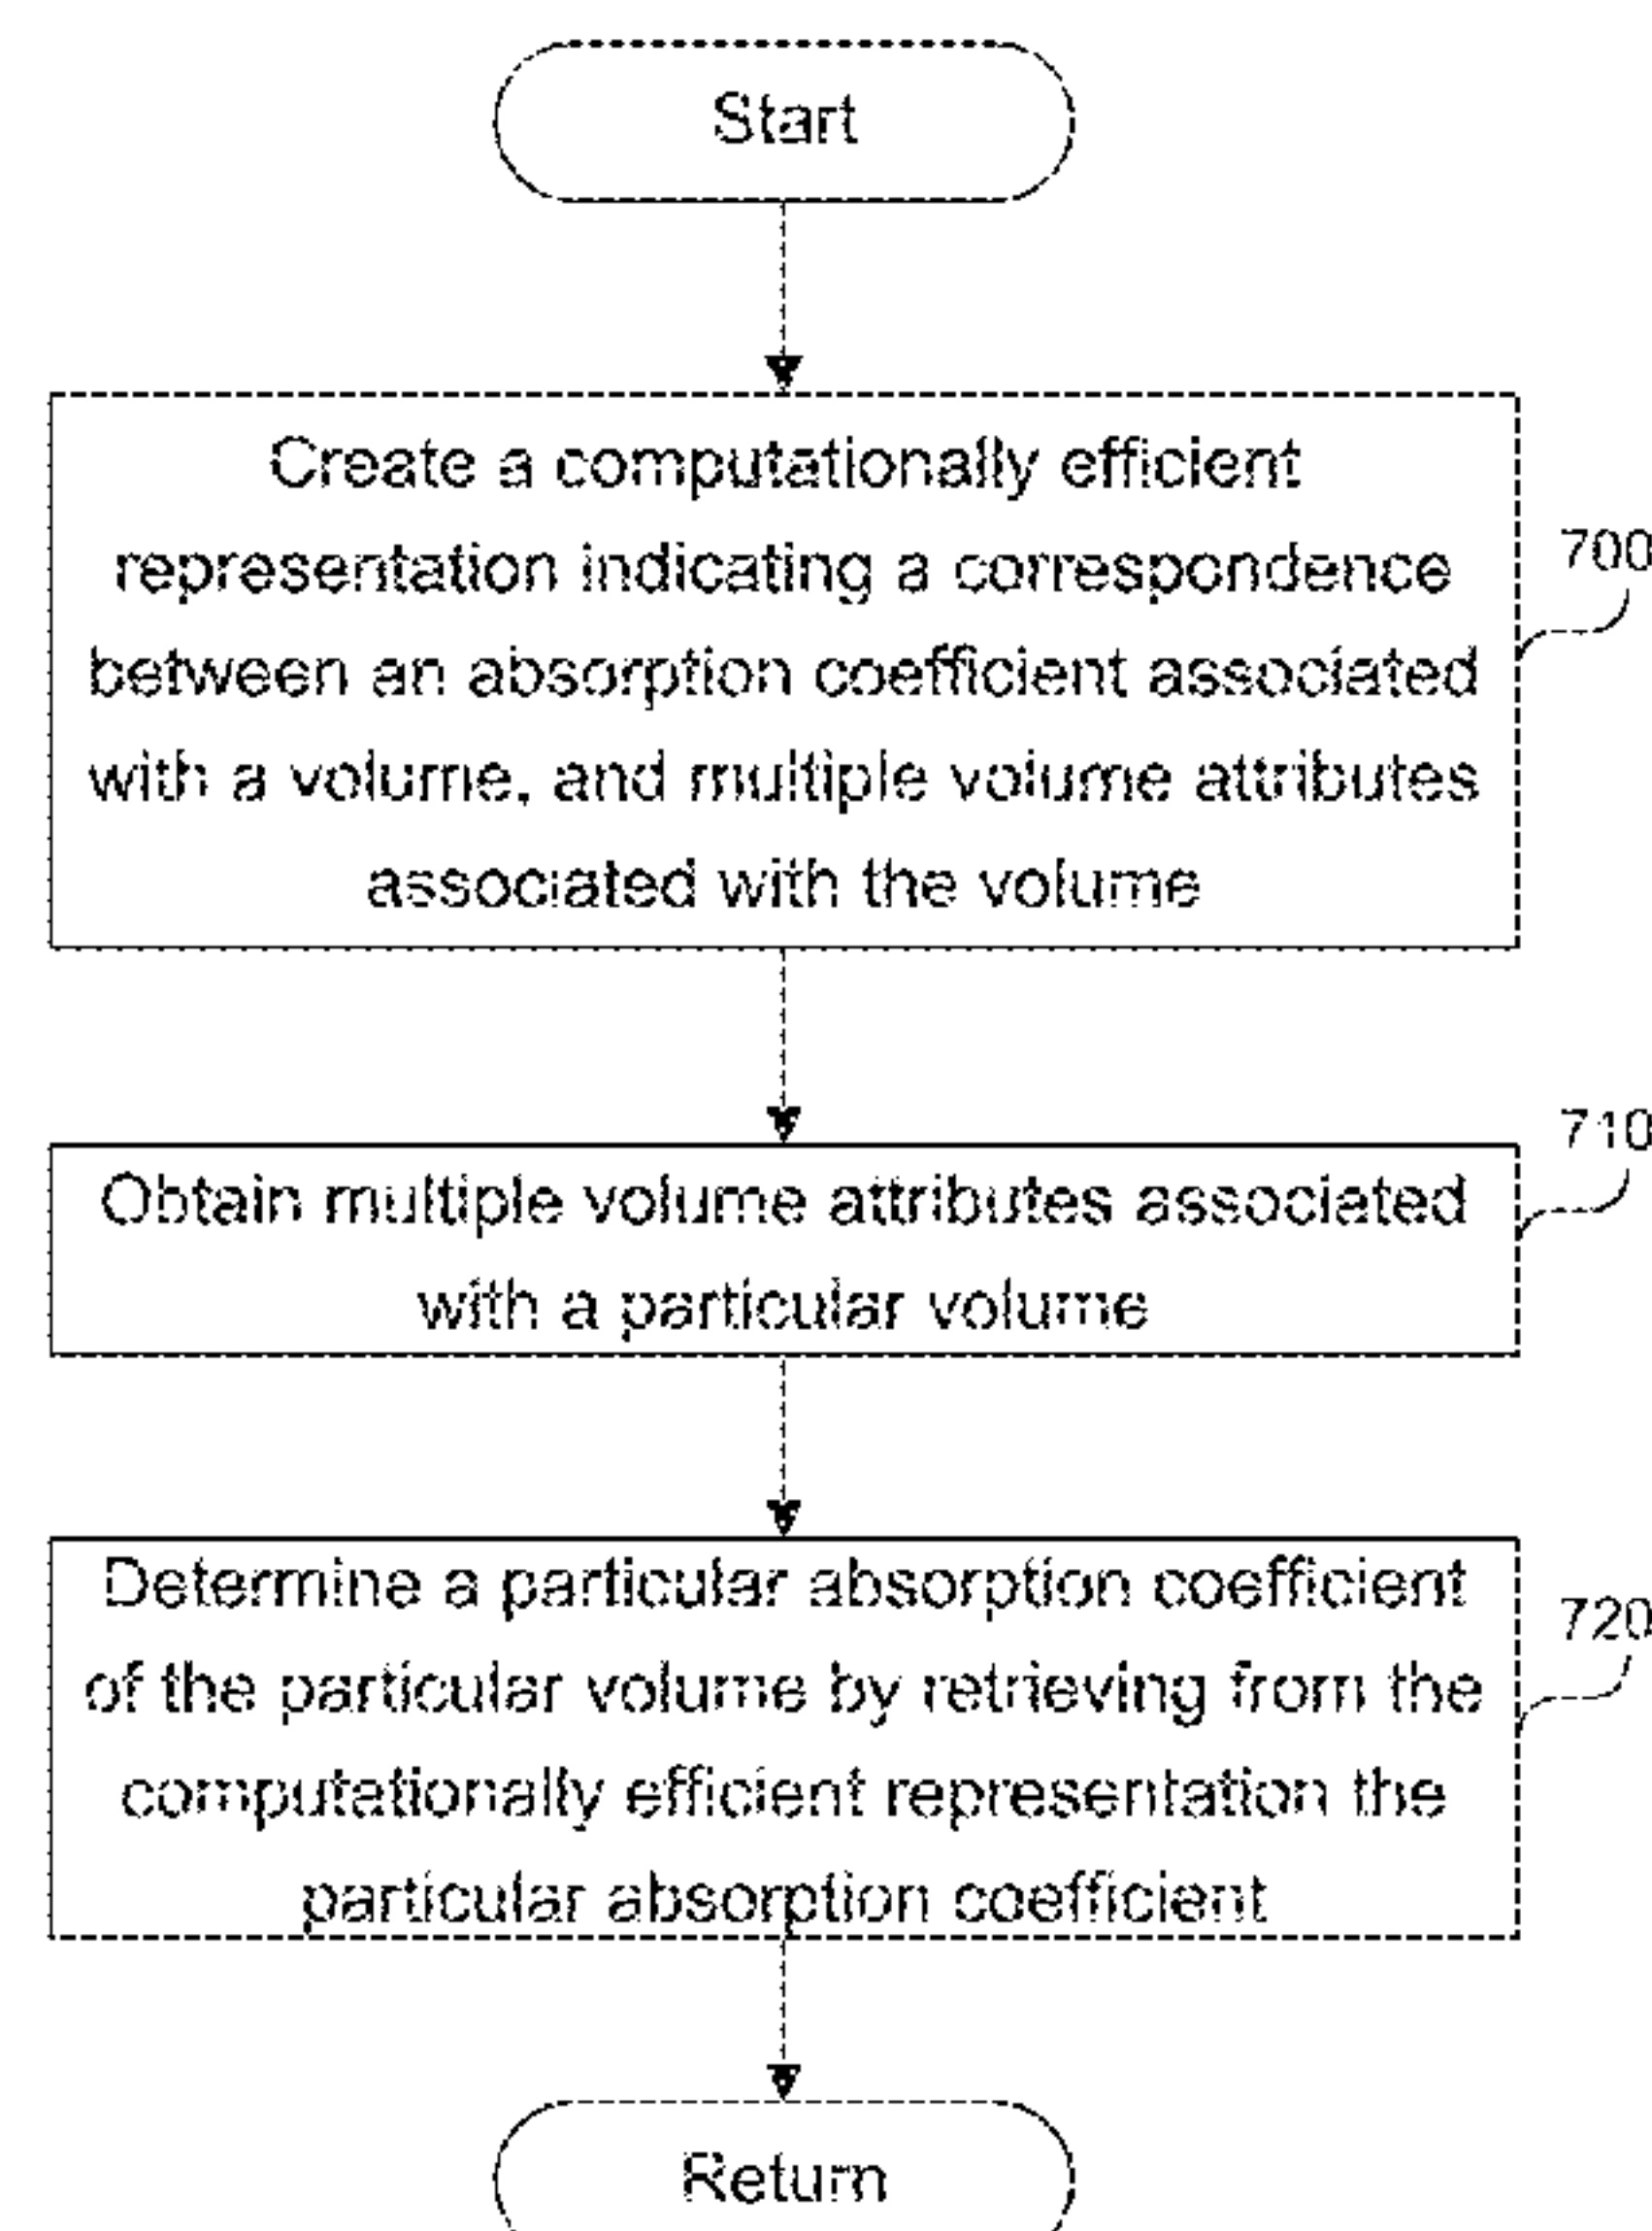 Start
Create a computationally efficient
representation indicating a correspondence
between an absorption coefficient associated
with a volume, and multiple volume attributes
associated with the volume
700
Obtain multiple volume attributes associated
with a particular volume
710
Determine a particular absorption coefficient
of the particular volume by retrieving from the
computationally efficient representation the
particular absorption coefficient
720
Return